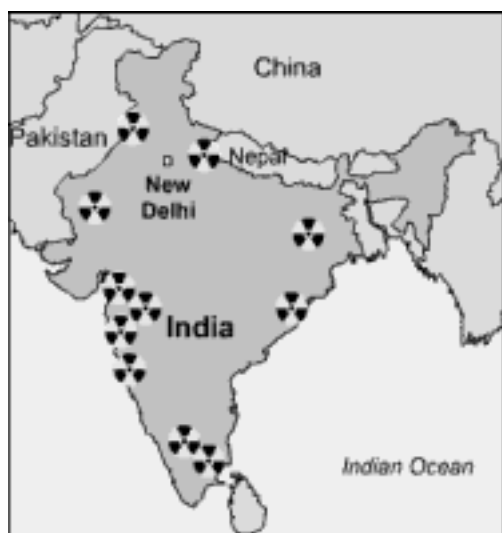 China
Pakistan
Nepal
New
Delhi
India
Indian Ocean